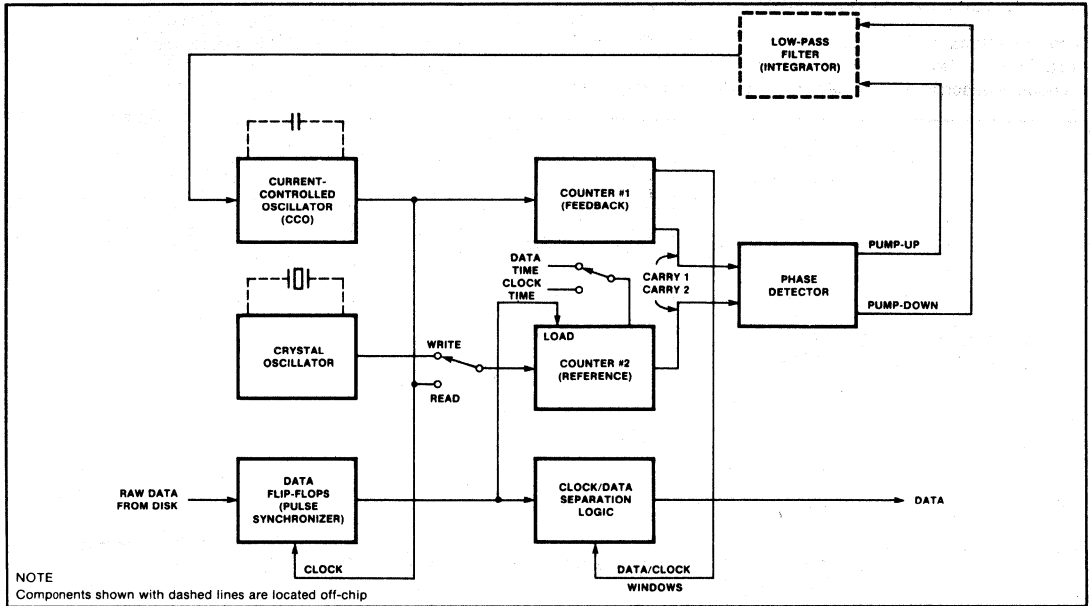 LOW-PASS
FILTER
(INTEGRATOR)
CURRENT-
CONTROLLED
OSCILLATOR
(CCO)
COUNTER #1
(FEEDBACK)
DATA
TIME
CLOCK
TIME
CARRY 1
CARRY 2
PHASE
DETECTOR
PUMP-UP
PUMP-DOWN
CRYSTAL
OSCILLATOR
WRITE
READ
LOAD
COUNTER #2
(REFERENCE)
RAW DATA
FROM DISK
DATA
FLIP-FLOPS
(PULSE
SYNCHRONIZER)
CLOCK/DATA
SEPARATION
LOGIC
DATA
CLOCK
DATA/CLOCK
WINDOWS
NOTE
Components shown with dashed lines are located off-chip